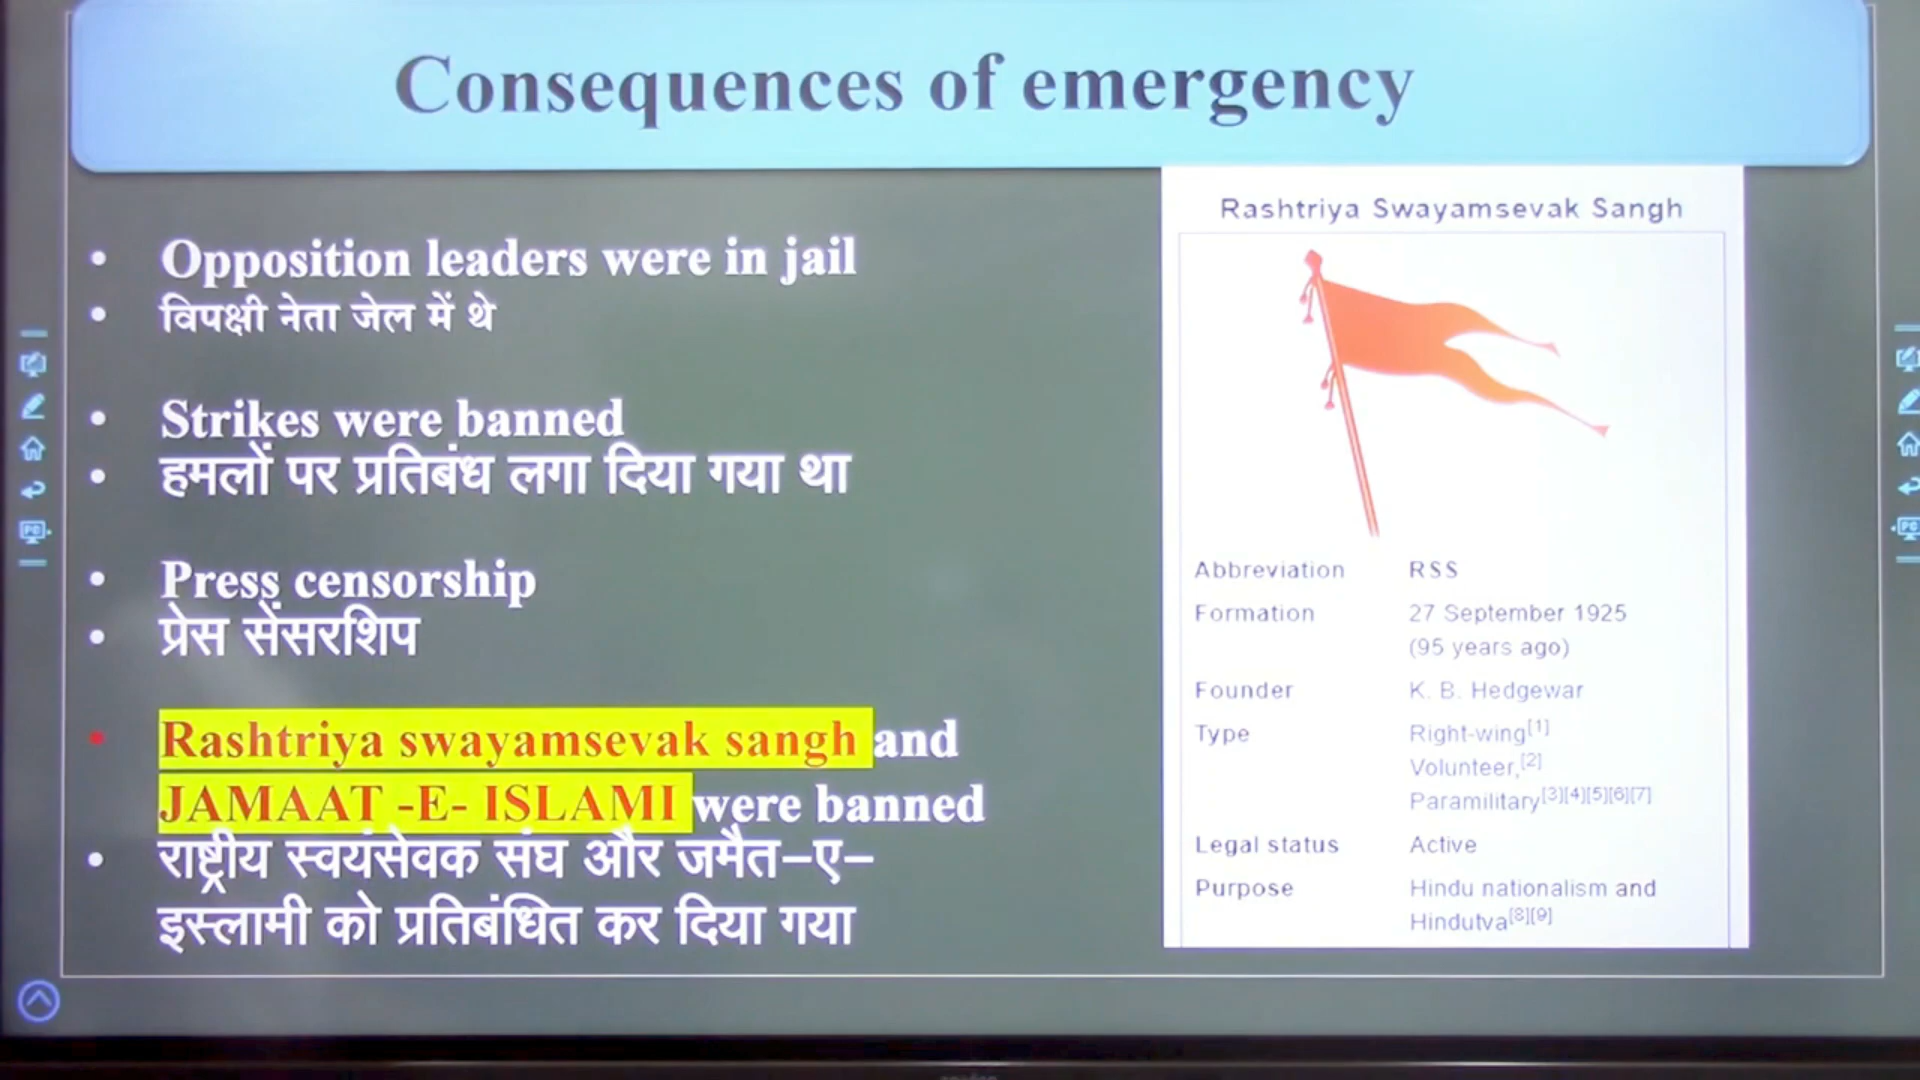 Consequences of emergency
Opposition leaders were in jail
विपक्षी नेता जेल में थे
Strikes were banned
हमलों पर प्रतिबंध लगा दिया गया था
Press censorship
प्रेस सेंसरशिप
Rashtriya swayamsevak sangh and
JAMAAT -E- ISLAMI were banned
राष्ट्रीय स्वयंसेवक संघ और जमैत–ए–
इस्लामी को प्रतिबंधित कर दिया गया
Rashtriya Swayamsevak Sangh
Abbreviation RSS
Formation 27 September 1925
(95 years ago)
Founder K. B. Hedgewar
Type Right-wing[1]
Volunteer,[2]
Paramilitary[3][4][5][6][7]
Legal status Active
Purpose Hindu nationalism and
Hindutva[8][9]
PC
PC